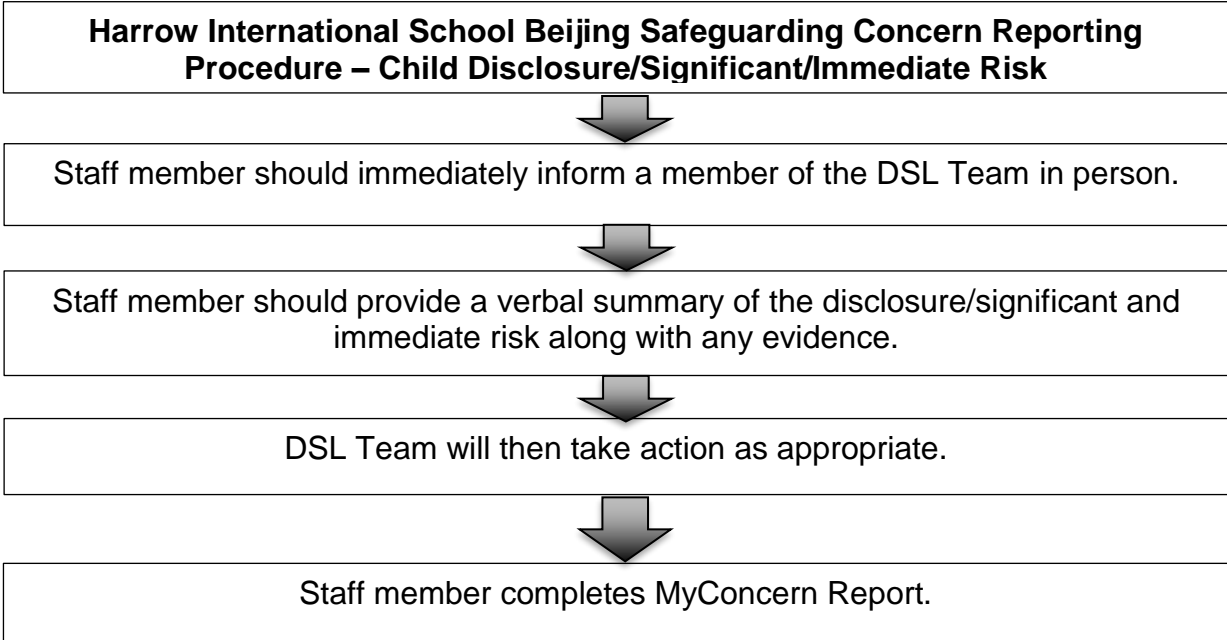 Harrow International School Beijing Safeguarding Concern Reporting
Procedure – Child Disclosure/Significant/Immediate Risk
Staff member should immediately inform a member of the DSL Team in person.
Staff member should provide a verbal summary of the disclosure/significant and
immediate risk along with any evidence.
DSL Team will then take action as appropriate.
Staff member completes MyConcern Report.